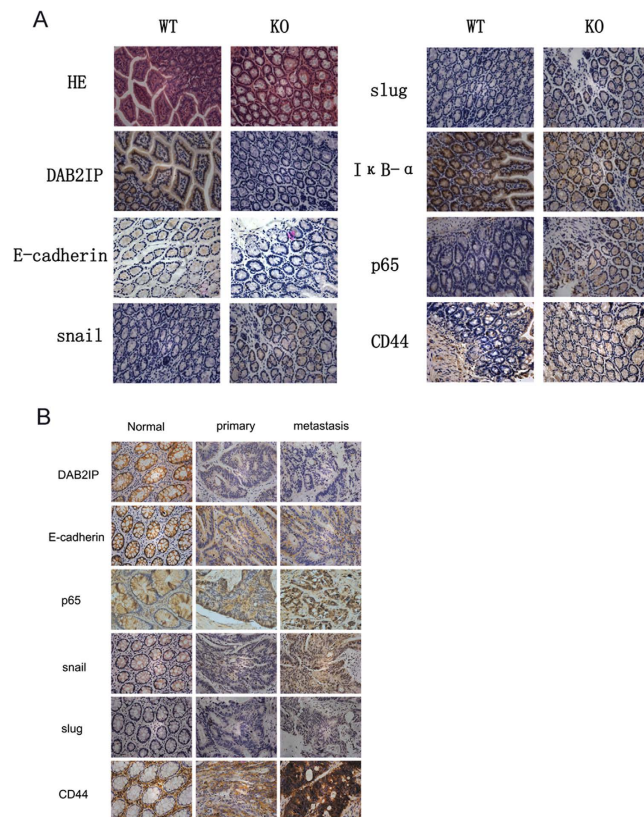 A
WT KO
HE
DAB2IP
E-cadherin
snail
WT KO
slug
IκB-α
p65
CD44
B
Normal primary metastasis
DAB2IP
E-cadherin
p65
snail
slug
CD44